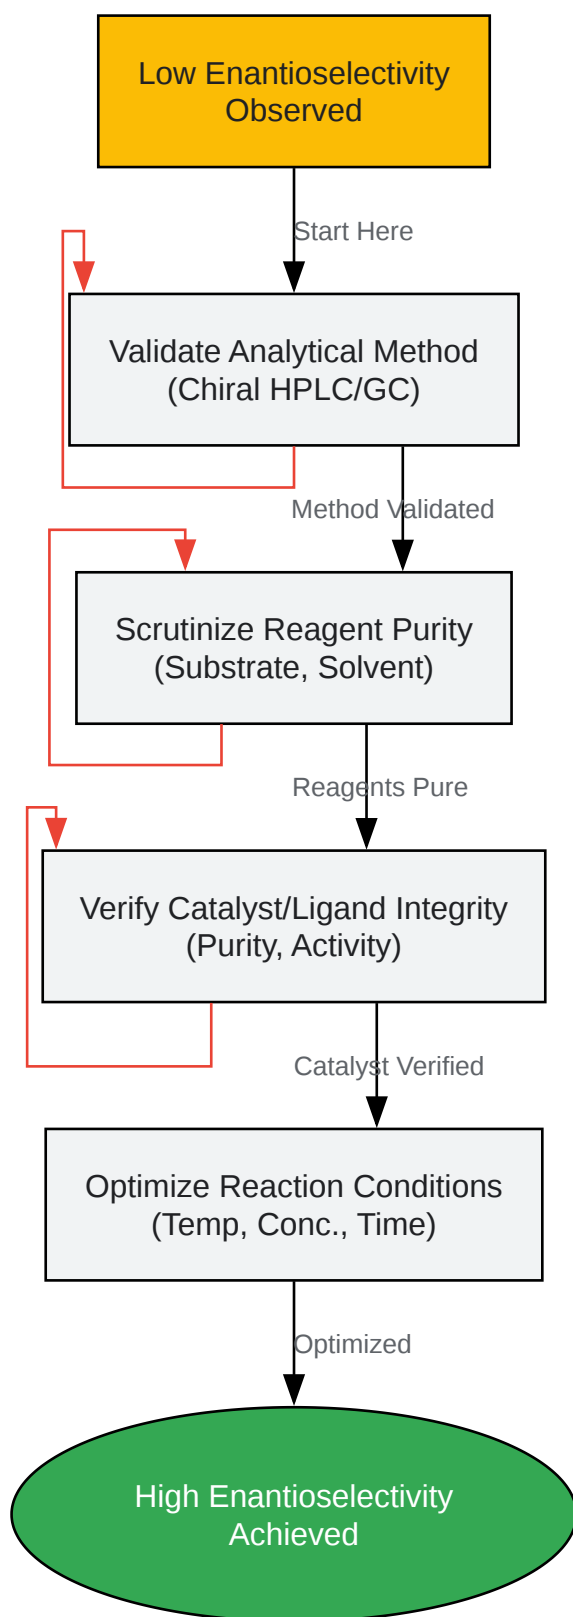 Low Enantioselectivity
Observed
Start Here
Validate Analytical Method
(Chiral HPLC/GC)
Method Validated
Scrutinize Reagent Purity
(Substrate, Solvent)
Reagents Pure
Verify Catalyst/Ligand Integrity
(Purity, Activity)
Catalyst Verified
Optimize Reaction Conditions
(Temp, Conc., Time)
Optimized
High Enantioselectivity
Achieved